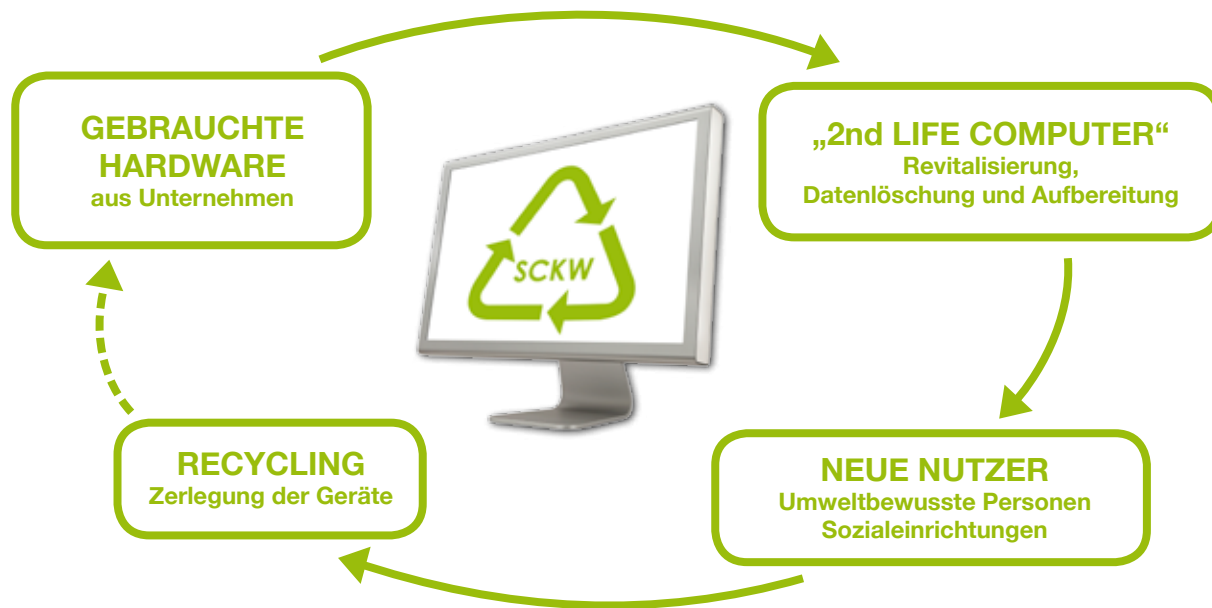 GEBRAUCHTE
HARDWARE
aus Unternehmen
„2nd LIFE COMPUTER“
Revitalisierung,
Datenlöschung und Aufbereitung
SCKW
RECYCLING
Zerlegung der Geräte
NEUE NUTZER
Umweltbewusste Personen
Sozialeinrichtungen